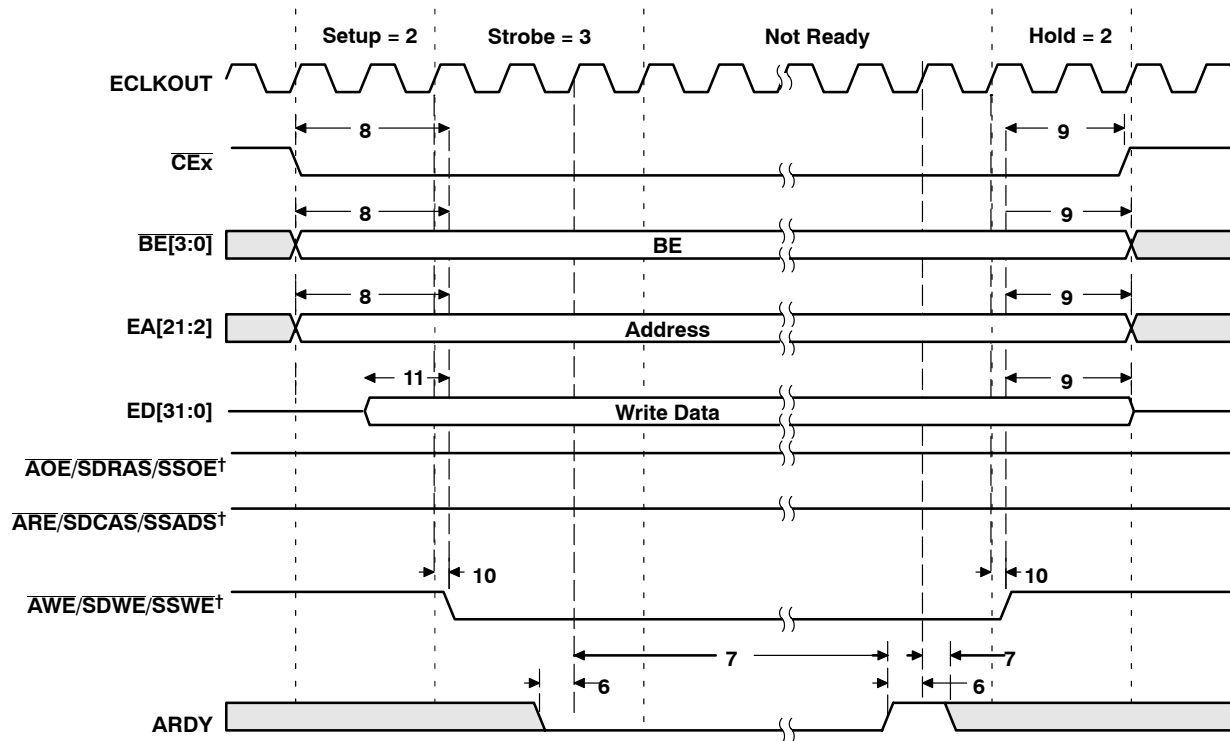 Setup = 2 Strobe = 3 Not Ready Hold = 2
ECLKOUT
8 9
CEx
8 9
BE[3:0] BE
8 9
EA[21:2] Address
11 9
ED[31:0] Write Data
AOE/SDRAS/SSOE†
ARE/SDCAS/SSADS†
10 10
AWE/SDWE/SSWE†
7 7
6 6
ARDY